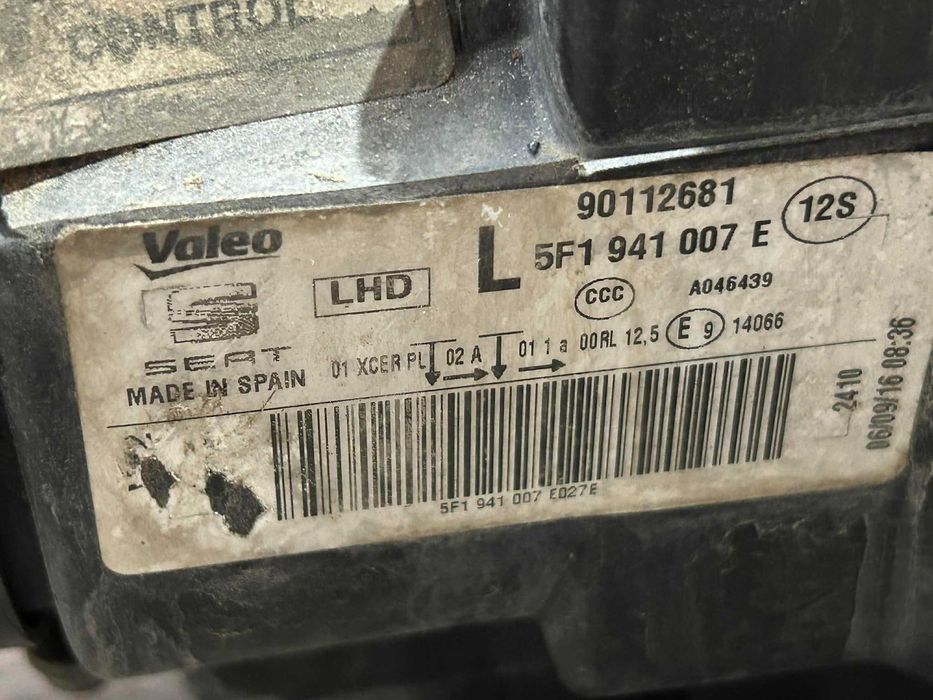 CONTROL
Valeo
SEAT
MADE IN SPAIN
LHD
L
90112681
5F1 941 007 E
12S
CCC
A046439
01 XCER PL 02 A 01 1 a 00RL 12,5 E 9 14066
5F1 941 007 E027E
2410
06/09/16 08:36